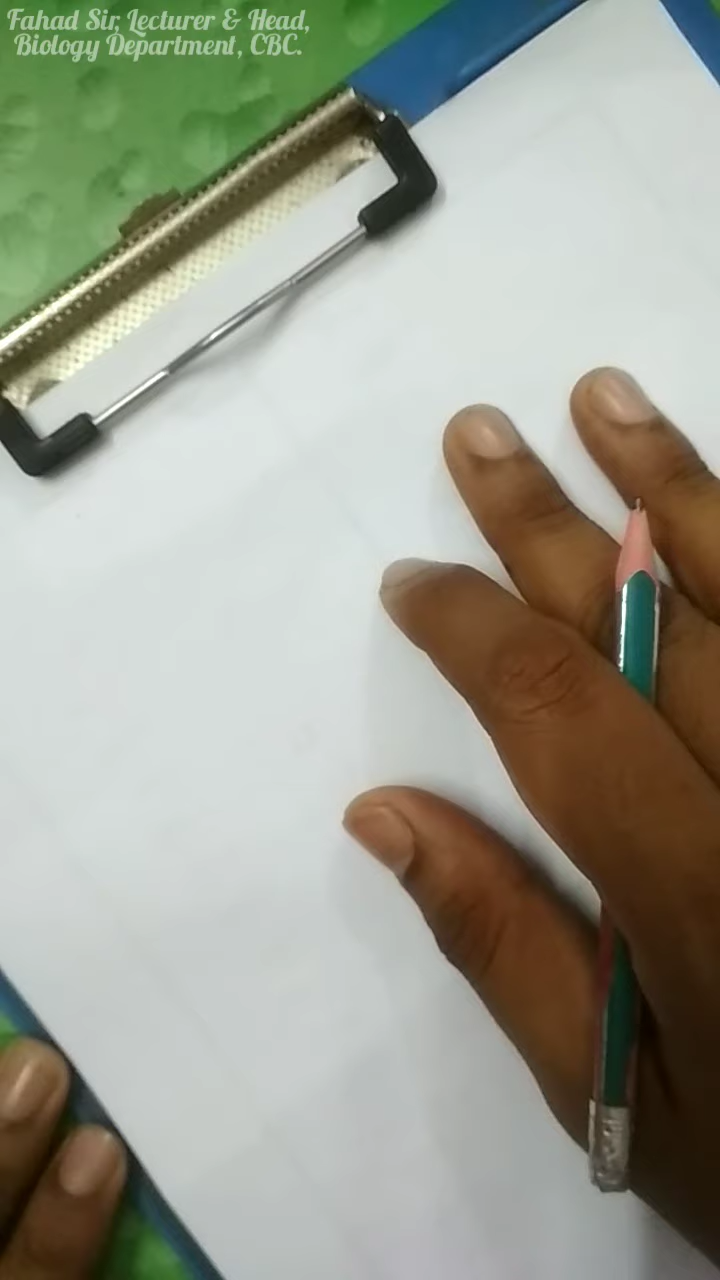 Fahad Sir, Lecturer & Head,
Biology Department, CBC.